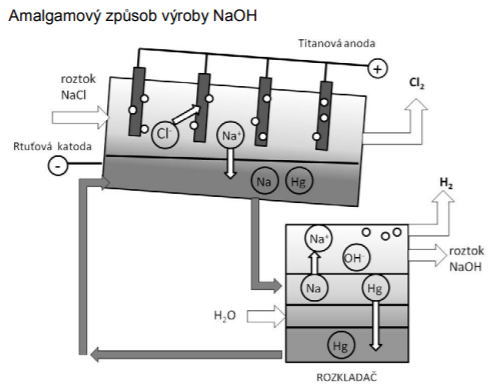 Amalgamový způsob výroby NaOH
Titanová anoda
+
Cl₂
roztok
NaCl
Cl⁻
Na⁺
Rtuťová katoda
-
Na
Hg
H₂
Na⁺
OH⁻
roztok
NaOH
Na
Hg
H₂O
Hg
ROZKLADAČ